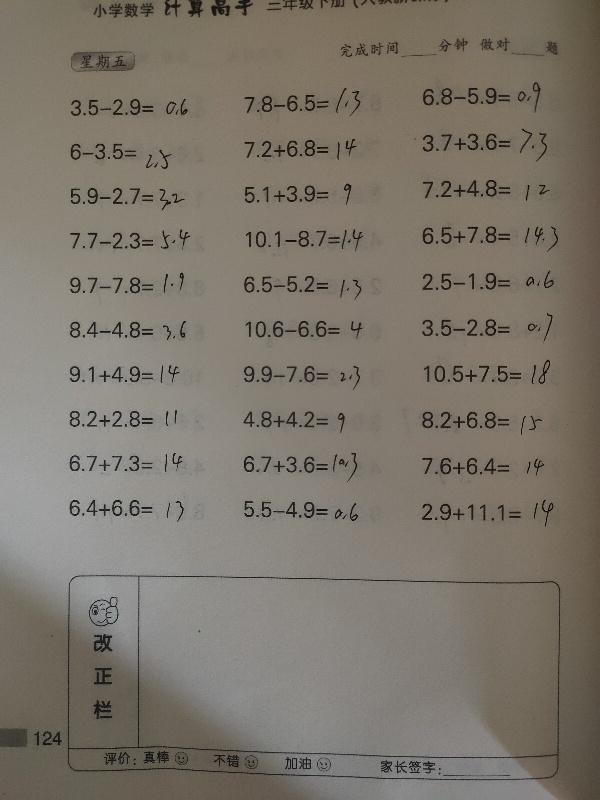 小学数学 计算高手 三年级下册
星期五 完成时间____分钟 做对____题
3.5−2.9= 0.6 7.8−6.5= 1.3 6.8−5.9= 0.9
6−3.5= 2.5 7.2+6.8= 14 3.7+3.6= 7.3
5.9−2.7= 3.2 5.1+3.9= 9 7.2+4.8= 12
7.7−2.3= 5.4 10.1−8.7= 1.4 6.5+7.8= 14.3
9.7−7.8= 1.9 6.5−5.2= 1.3 2.5−1.9= 0.6
8.4−4.8= 3.6 10.6−6.6= 4 3.5−2.8= 0.7
9.1+4.9= 14 9.9−7.6= 2.3 10.5+7.5= 18
8.2+2.8= 11 4.8+4.2= 9 8.2+6.8= 15
6.7+7.3= 14 6.7+3.6= 10.3 7.6+6.4= 14
6.4+6.6= 13 5.5−4.9= 0.6 2.9+11.1= 14
改正栏
124
评价: 真棒 不错 加油 家长签字:________